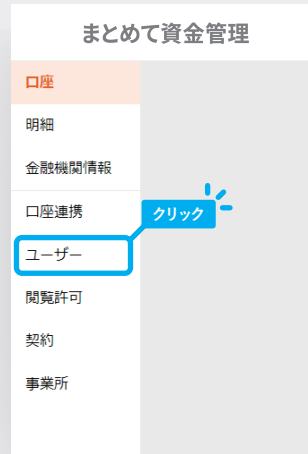 まとめて資金管理
口座
明細
金融機関情報
口座連携
クリック
ユーザー
閲覧許可
契約
事業所